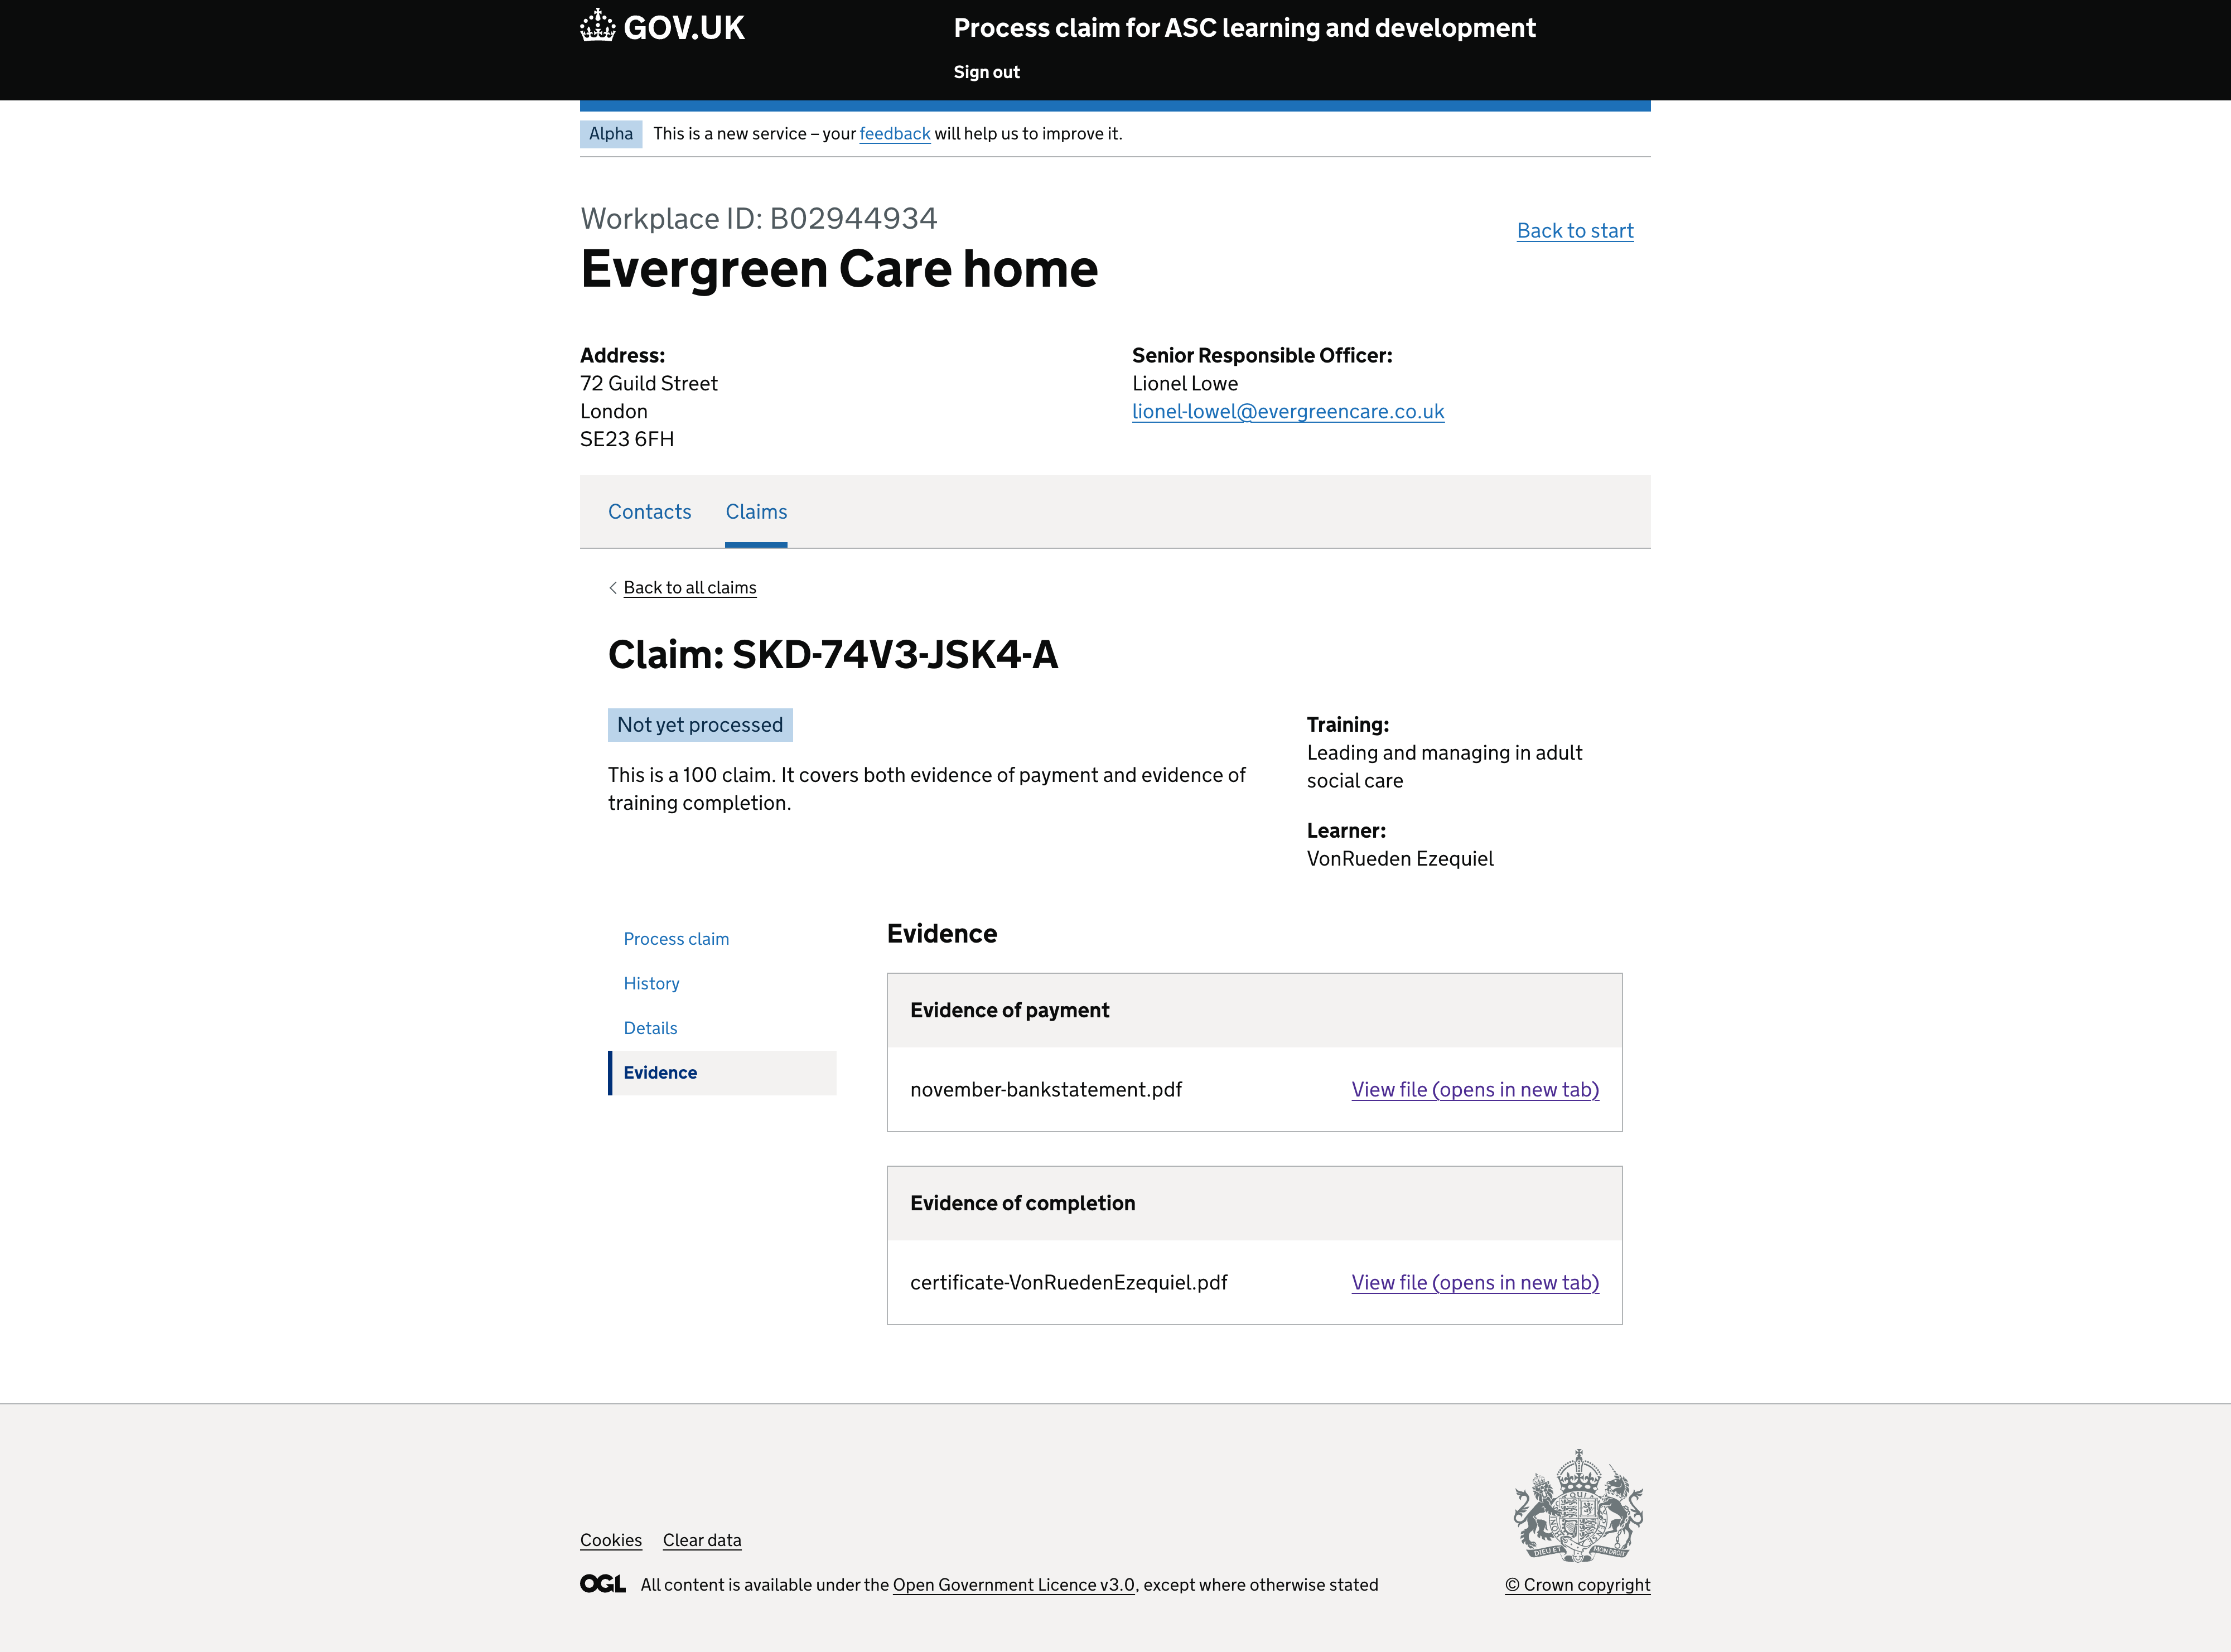 GOV.UK
Process claim for ASC learning and development
Sign out
Alpha
This is a new service – your feedback will help us to improve it.
Workplace ID: B02944934
Back to start
Evergreen Care home
Address:
72 Guild Street
London
SE23 6FH
Senior Responsible Officer:
Lionel Lowe
lionel-lowel@evergreencare.co.uk
Contacts
Claims
Back to all claims
Claim: SKD-74V3-JSK4-A
Not yet processed
This is a 100 claim. It covers both evidence of payment and evidence of
training completion.
Training:
Leading and managing in adult
social care
Learner:
VonRueden Ezequiel
Process claim
History
Details
Evidence
Evidence
Evidence of payment
november-bankstatement.pdf
View file (opens in new tab)
Evidence of completion
certificate-VonRuedenEzequiel.pdf
View file (opens in new tab)
DIEU ET MON DROIT
Cookies
Clear data
OGL
All content is available under the Open Government Licence v3.0, except where otherwise stated
© Crown copyright